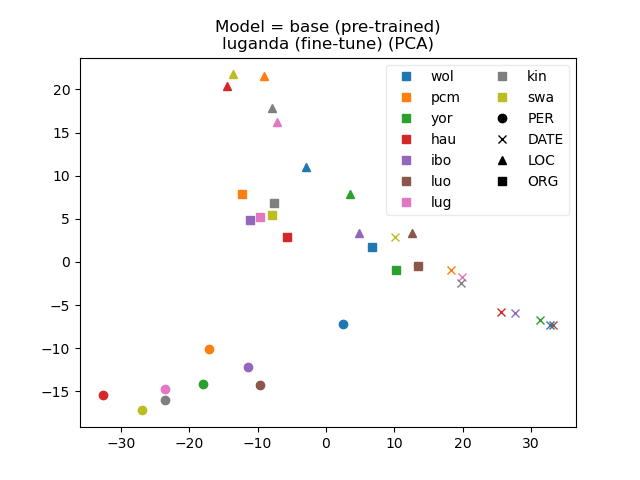 Model = base (pre-trained)
luganda (fine-tune) (PCA)
20
15
10
5
0
−5
−10
−15
−30
−20
−10
0
10
20
30
wol
pcm
yor
hau
ibo
luo
lug
kin
swa
PER
DATE
LOC
ORG